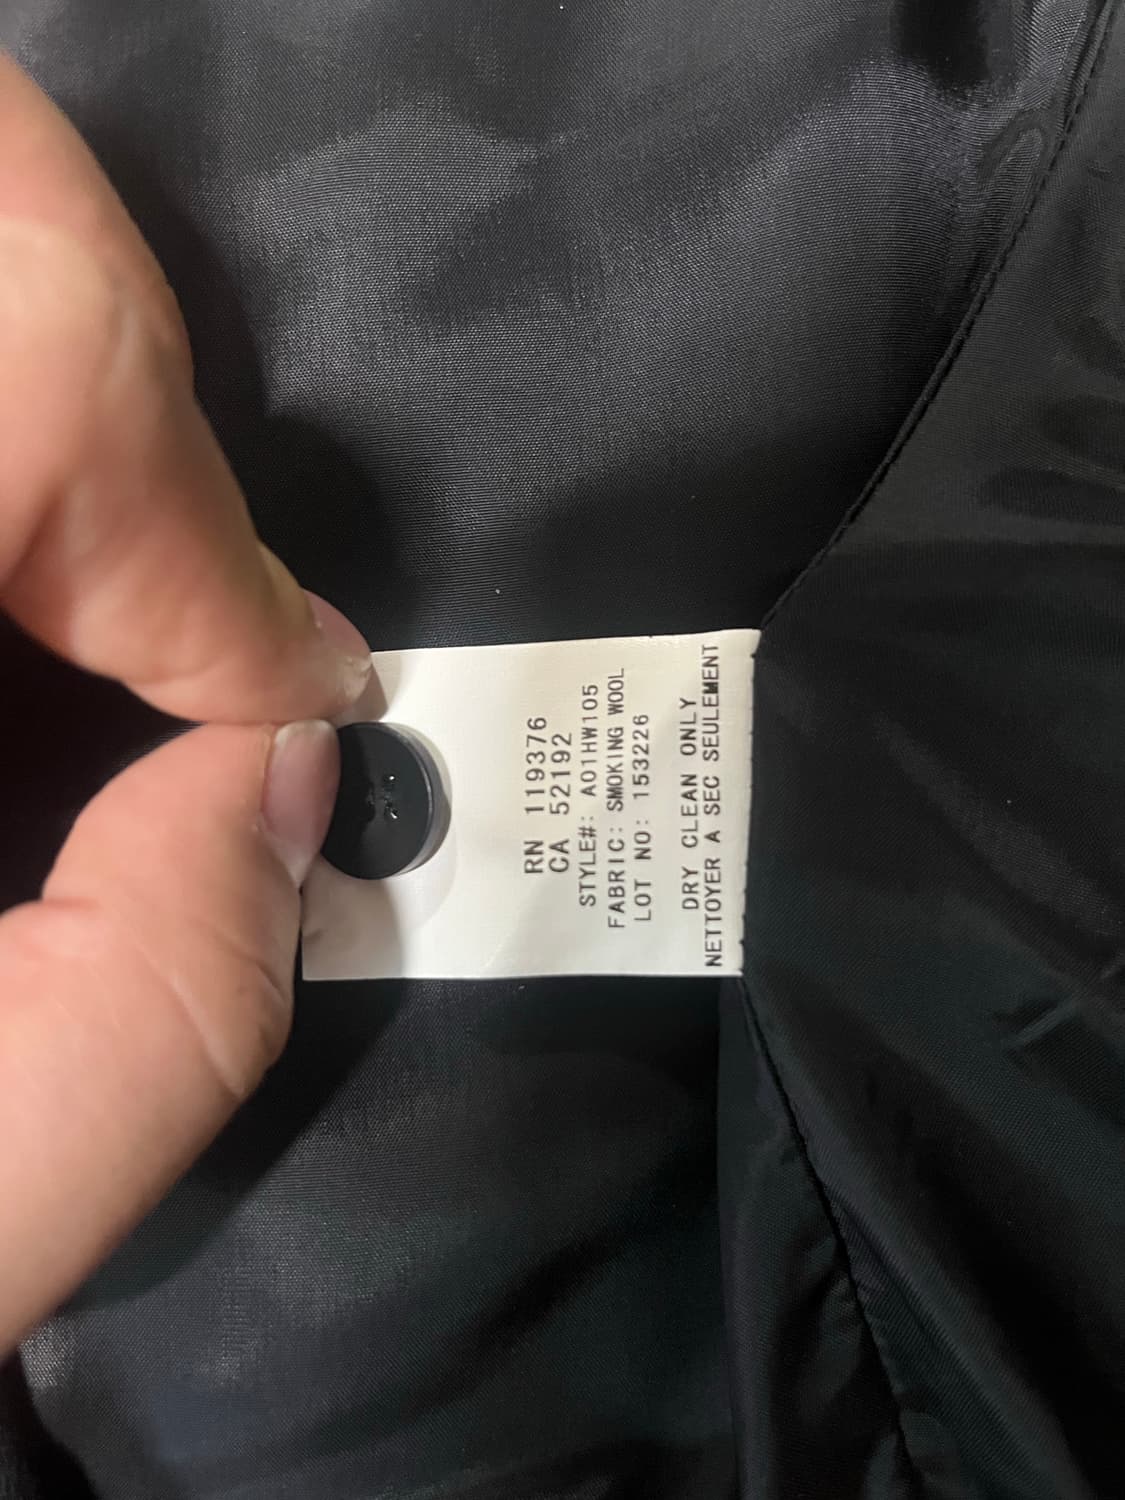 RN 119376
CA 52192
STYLE#: A01HW105
FABRIC: SMOKING WOOL
LOT NO: 153226
DRY CLEAN ONLY
NETTOYER A SEC SEULEMENT